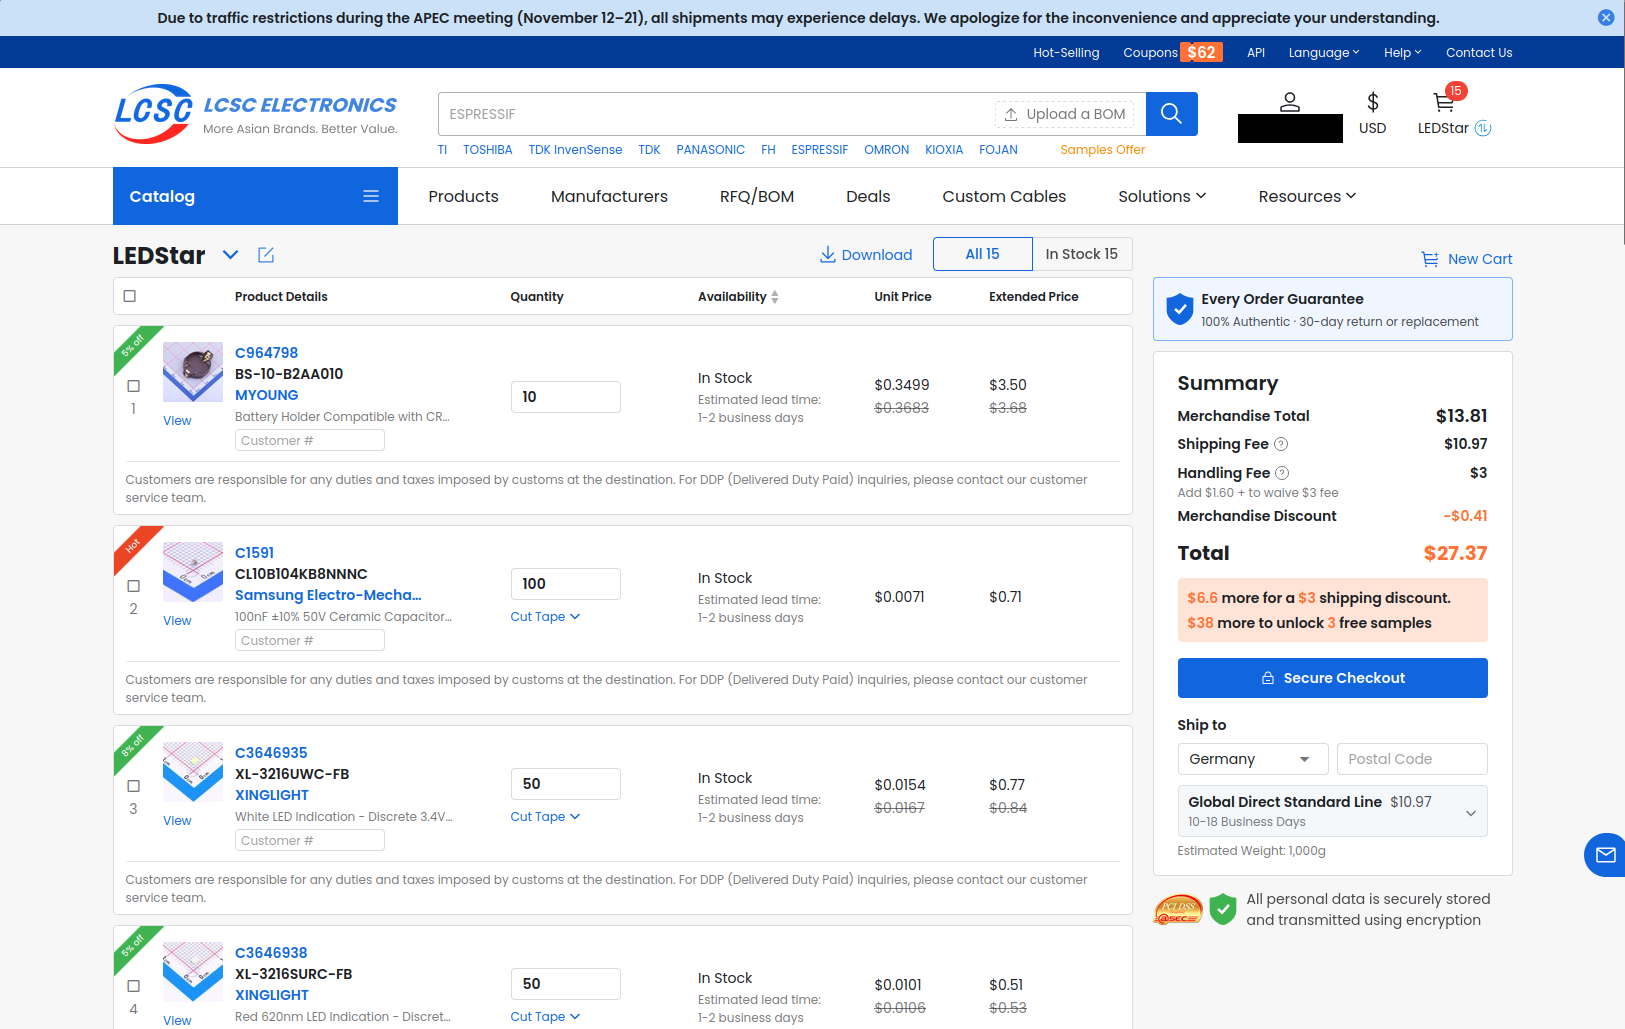 Due to traffic restrictions during the APEC meeting (November 12–21), all shipments may experience delays. We apologize for the inconvenience and appreciate your understanding.
Hot-Selling Coupons $62 API Language Help Contact Us
LCSC LCSC ELECTRONICS
More Asian Brands. Better Value.
ESPRESSIF Upload a BOM
15
USD LEDStar
TI TOSHIBA TDK InvenSense TDK PANASONIC FH ESPRESSIF OMRON KIOXIA FOJAN Samples Offer
Catalog Products Manufacturers RFQ/BOM Deals Custom Cables Solutions Resources
LEDStar Download All 15 In Stock 15 New Cart
Product Details Quantity Availability Unit Price Extended Price
5% off
1
View
C964798
BS-10-B2AA010
MYOUNG
Battery Holder Compatible with CR...
Customer #
10
In Stock
Estimated lead time:
1-2 business days
$0.3499 $3.50
$0.3683 $3.68
Customers are responsible for any duties and taxes imposed by customs at the destination. For DDP (Delivered Duty Paid) inquiries, please contact our customer
service team.
Hot
2
View
C1591
CL10B104KB8NNNC
Samsung Electro-Mecha...
100nF ±10% 50V Ceramic Capacitor...
Customer #
100
Cut Tape
In Stock
Estimated lead time:
1-2 business days
$0.0071 $0.71
Customers are responsible for any duties and taxes imposed by customs at the destination. For DDP (Delivered Duty Paid) inquiries, please contact our customer
service team.
8% off
3
View
C3646935
XL-3216UWC-FB
XINGLIGHT
White LED Indication - Discrete 3.4V...
Customer #
50
Cut Tape
In Stock
Estimated lead time:
1-2 business days
$0.0154 $0.77
$0.0167 $0.84
Customers are responsible for any duties and taxes imposed by customs at the destination. For DDP (Delivered Duty Paid) inquiries, please contact our customer
service team.
5% off
4
View
C3646938
XL-3216SURC-FB
XINGLIGHT
Red 620nm LED Indication - Discret...
50
Cut Tape
In Stock
Estimated lead time:
1-2 business days
$0.0101 $0.51
$0.0106 $0.53
Every Order Guarantee
100% Authentic · 30-day return or replacement
Summary
Merchandise Total $13.81
Shipping Fee $10.97
Handling Fee $3
Add $1.60 + to waive $3 fee
Merchandise Discount -$0.41
Total $27.37
$6.6 more for a $3 shipping discount.
$38 more to unlock 3 free samples
Secure Checkout
Ship to
Germany Postal Code
Global Direct Standard Line $10.97
10-18 Business Days
Estimated Weight: 1,000g
All personal data is securely stored
and transmitted using encryption